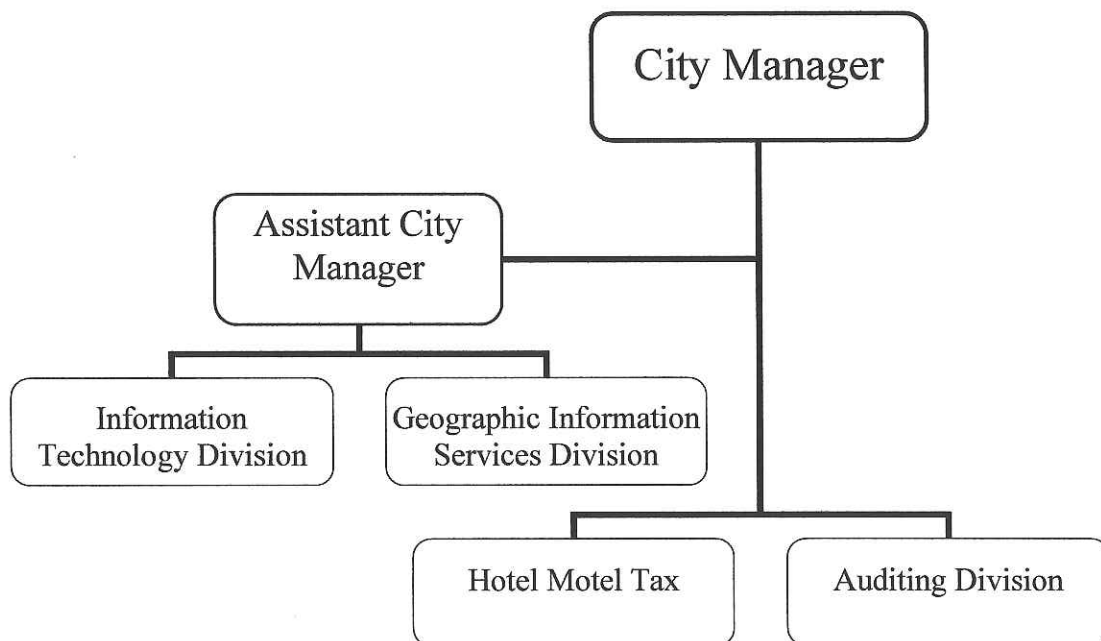 City Manager
Assistant City
Manager
Information
Technology Division
Geographic Information
Services Division
Hotel Motel Tax
Auditing Division